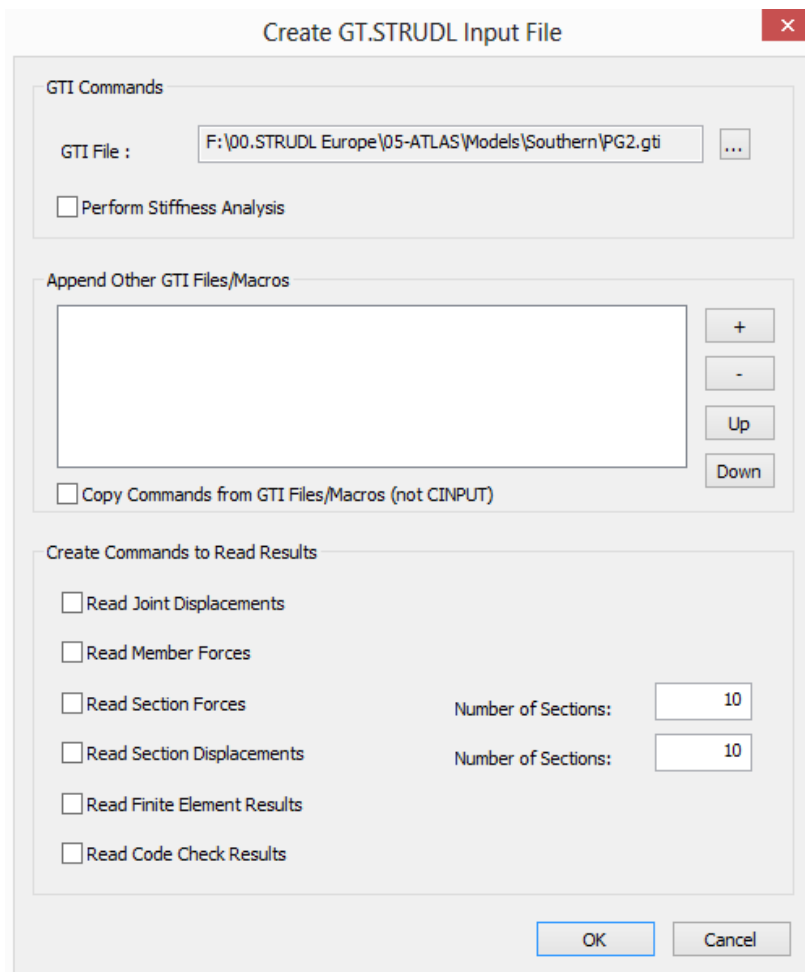 Create GT.STRUDL Input File
GTI Commands
GTI File :
F:\00.STRUDL Europe\05-ATLAS\Models\Southern\PG2.gti
...
Perform Stiffness Analysis
Append Other GTI Files/Macros
+
-
Up
Down
Copy Commands from GTI Files/Macros (not CINPUT)
Create Commands to Read Results
Read Joint Displacements
Read Member Forces
Read Section Forces
Number of Sections:
10
Read Section Displacements
Number of Sections:
10
Read Finite Element Results
Read Code Check Results
OK
Cancel